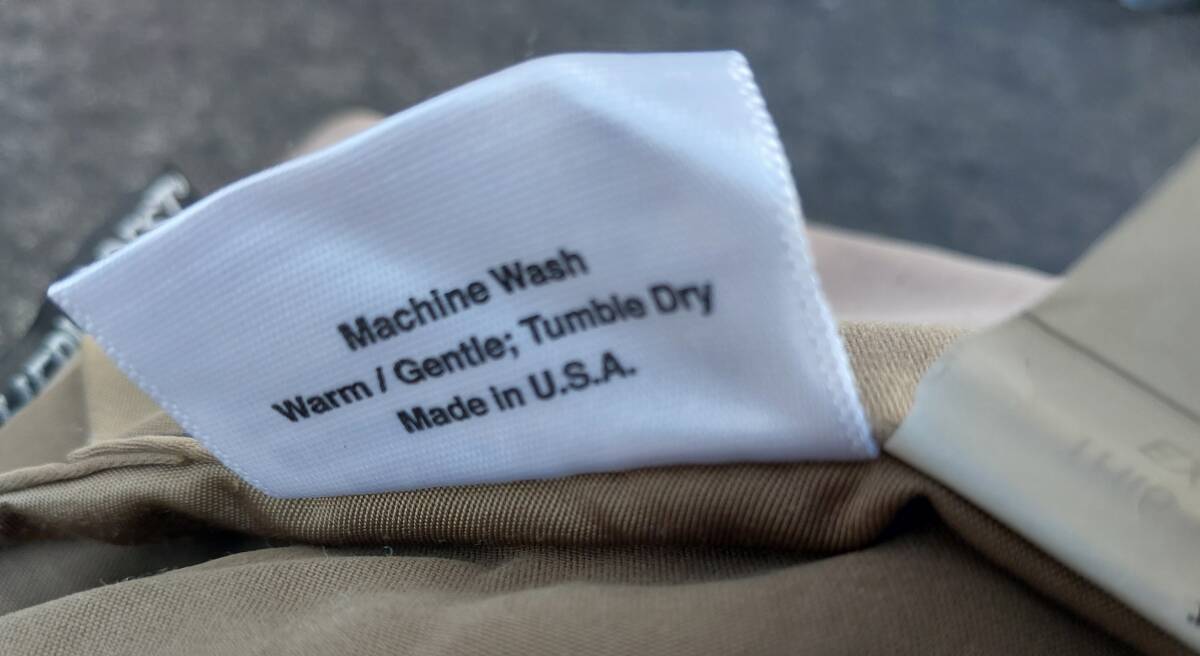 Machine Wash
Warm / Gentle; Tumble Dry
Made in U.S.A.